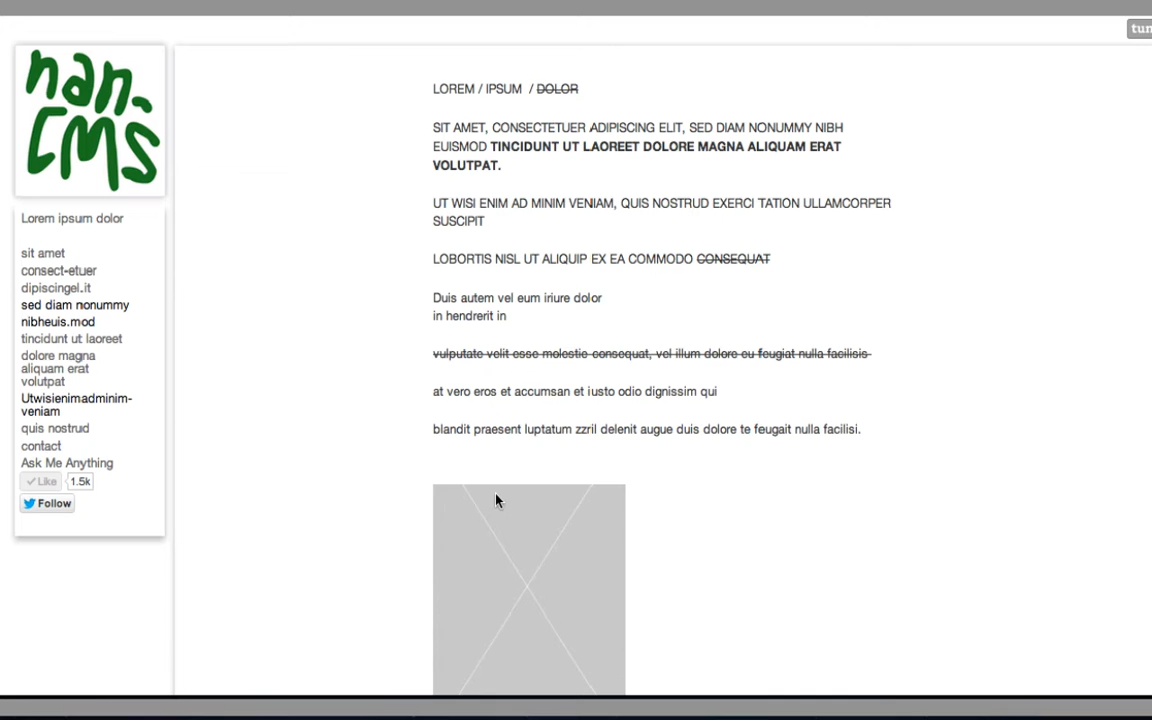 tum
nan.
CMS
Lorem ipsum dolor
sit amet
consect-etuer
dipiscingel.it
sed diam nonummy
nibheuis.mod
tincidunt ut laoreet
dolore magna
aliquam erat
volutpat
Utwisienimadminim-
veniam
quis nostrud
contact
Ask Me Anything
Like 1.5k
Follow
LOREM / IPSUM / DOLOR
SIT AMET, CONSECTETUER ADIPISCING ELIT, SED DIAM NONUMMY NIBH
EUISMOD TINCIDUNT UT LAOREET DOLORE MAGNA ALIQUAM ERAT
VOLUTPAT.
UT WISI ENIM AD MINIM VENIAM, QUIS NOSTRUD EXERCI TATION ULLAMCORPER
SUSCIPIT
LOBORTIS NISL UT ALIQUIP EX EA COMMODO CONSEQUAT
Duis autem vel eum iriure dolor
in hendrerit in
vulputate velit esse molestie consequat, vel illum dolore eu feugiat nulla facilisis
at vero eros et accumsan et iusto odio dignissim qui
blandit praesent luptatum zzril delenit augue duis dolore te feugait nulla facilisi.